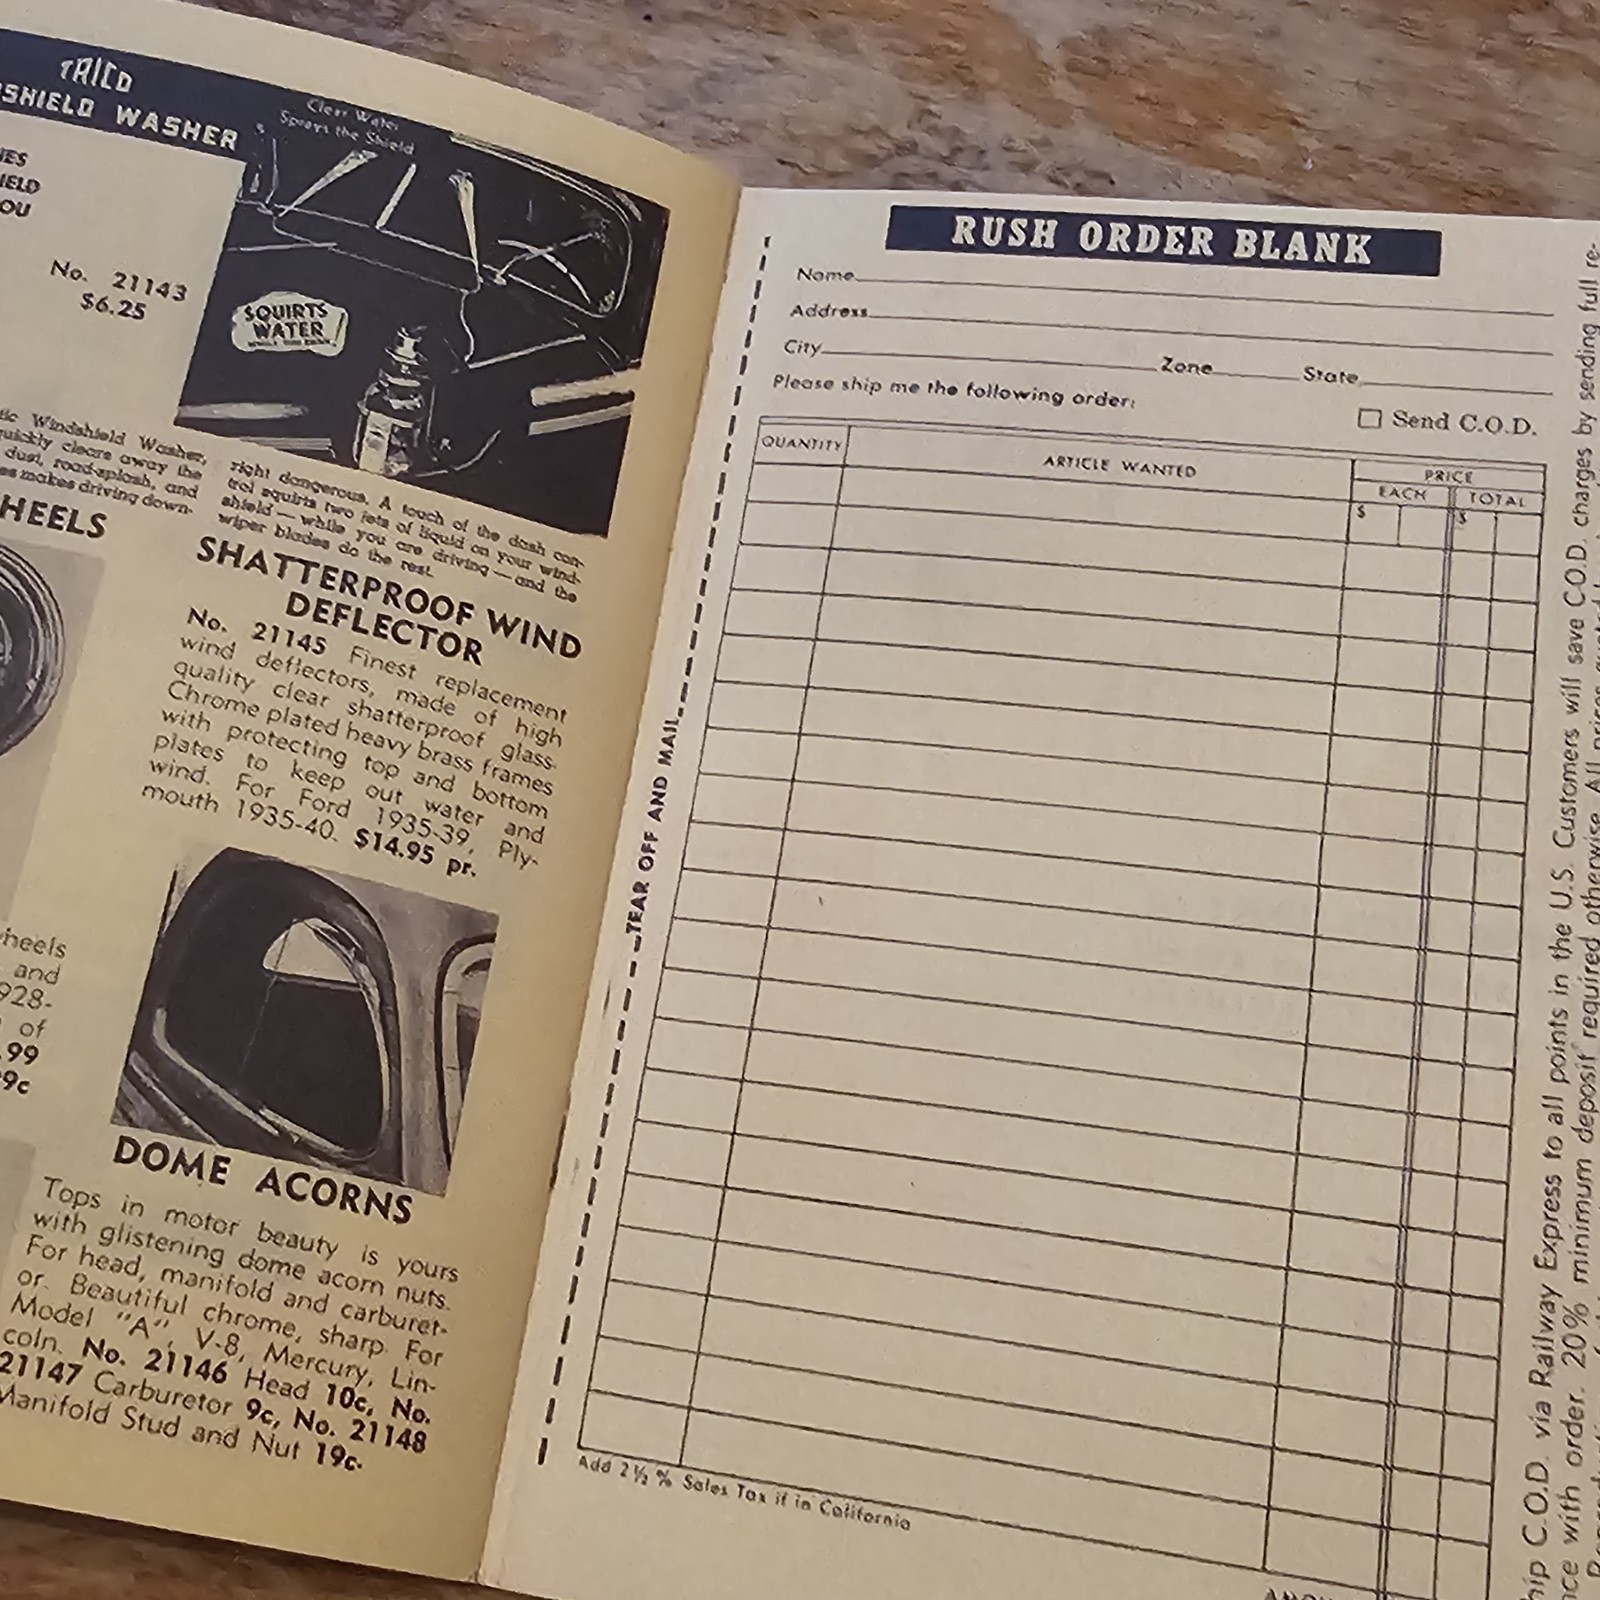 TRICO
SHIELD WASHER
Clear Water
Sprays the Shield
IES
IELD
OU
No. 21143
$6.25
SQUIRTS
WATER
tic Windshield Washer,
quickly clears away the
dust, road-splash, and
es makes driving down-
right dangerous. A touch of the dash con-
trol squirts two jets of liquid on your wind-
shield — while you are driving — and the
wiper blades do the rest.
HEELS
heels
and
928-
of
.99
9c
SHATTERPROOF WIND
DEFLECTOR
No. 21145 Finest replacement
wind deflectors, made of high
quality clear shatterproof glass.
Chrome plated heavy brass frames
with protecting top and bottom
plates to keep out water and
wind. For Ford 1935-39, Ply-
mouth 1935-40. $14.95 pr.
DOME ACORNS
Tops in motor beauty is yours
with glistening dome acorn nuts.
For head, manifold and carburet-
or. Beautiful chrome, sharp. For
Model "A", V-8, Mercury, Lin-
coln. No. 21146 Head 10c, No.
21147 Carburetor 9c, No. 21148
Manifold Stud and Nut 19c.
TEAR OFF AND MAIL
RUSH ORDER BLANK
Name
Address
City Zone State
Please ship me the following order:
Send C.O.D.
QUANTITY ARTICLE WANTED PRICE
EACH TOTAL
$ $
Add 2½ % Sales Tax if in California
hip C.O.D. via Railway Express to all points in the U.S. Customers will save C.O.D. charges by sending full re-
nce with order. 20% minimum deposit required otherwise. All prices